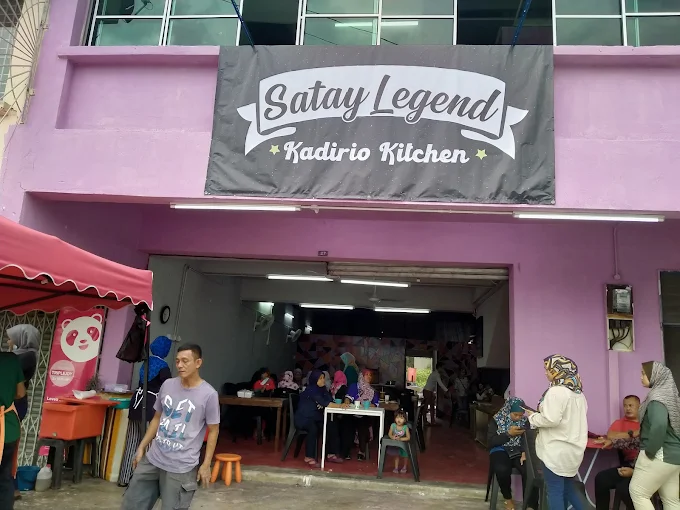 Satay Legend
Kadirio Kitchen